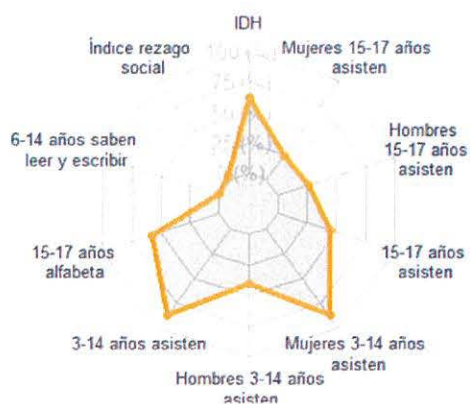 IDH
Índice rezago
social
Mujeres 15-17 años
asisten
100 (%)
75 (%)
(%)
(%)
6-14 años saben
leer y escribir
Hombres
15-17 años
asisten
15-17 años
alfabeta
15-17 años
asisten
3-14 años asisten
Mujeres 3-14 años
asisten
Hombres 3-14 años
asisten